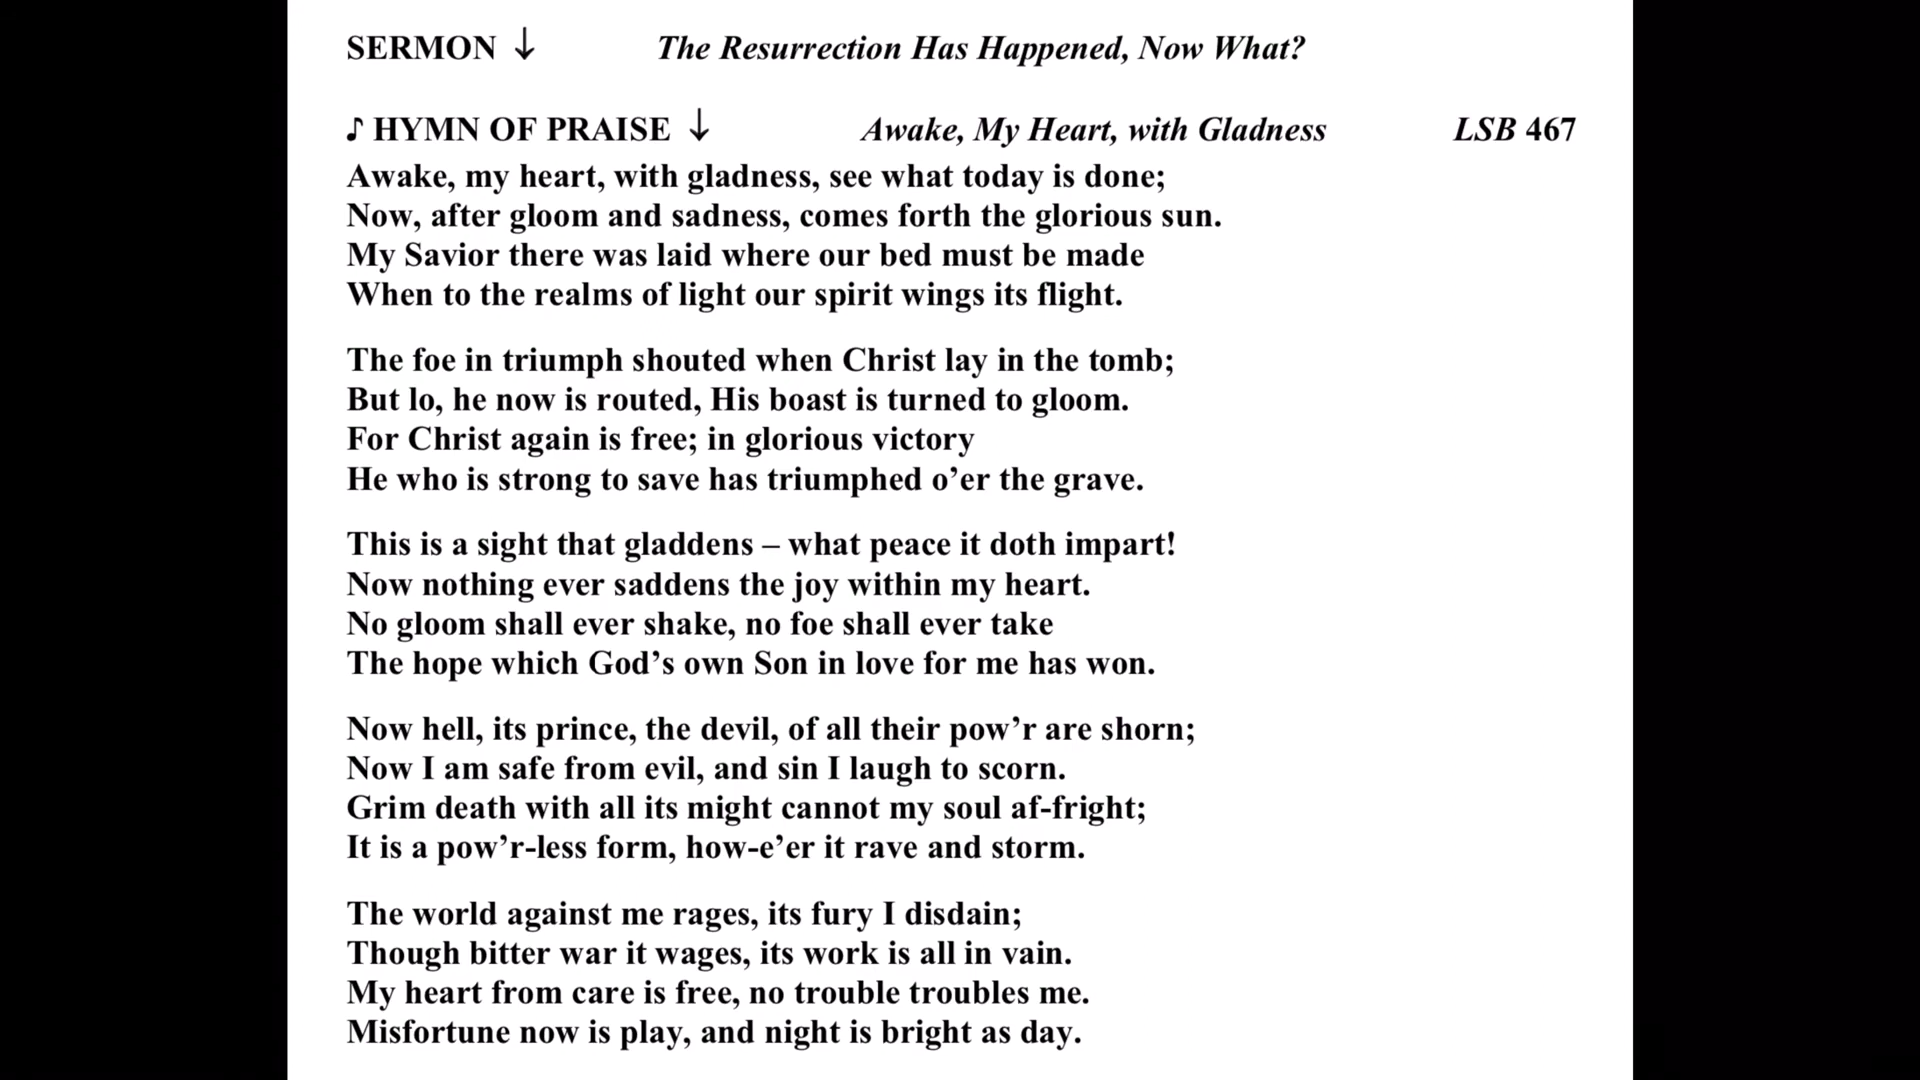 SERMON ↓ The Resurrection Has Happened, Now What?
♪ HYMN OF PRAISE ↓ Awake, My Heart, with Gladness LSB 467
Awake, my heart, with gladness, see what today is done;
Now, after gloom and sadness, comes forth the glorious sun.
My Savior there was laid where our bed must be made
When to the realms of light our spirit wings its flight.
The foe in triumph shouted when Christ lay in the tomb;
But lo, he now is routed, His boast is turned to gloom.
For Christ again is free; in glorious victory
He who is strong to save has triumphed o’er the grave.
This is a sight that gladdens – what peace it doth impart!
Now nothing ever saddens the joy within my heart.
No gloom shall ever shake, no foe shall ever take
The hope which God’s own Son in love for me has won.
Now hell, its prince, the devil, of all their pow’r are shorn;
Now I am safe from evil, and sin I laugh to scorn.
Grim death with all its might cannot my soul af-fright;
It is a pow’r-less form, how-e’er it rave and storm.
The world against me rages, its fury I disdain;
Though bitter war it wages, its work is all in vain.
My heart from care is free, no trouble troubles me.
Misfortune now is play, and night is bright as day.